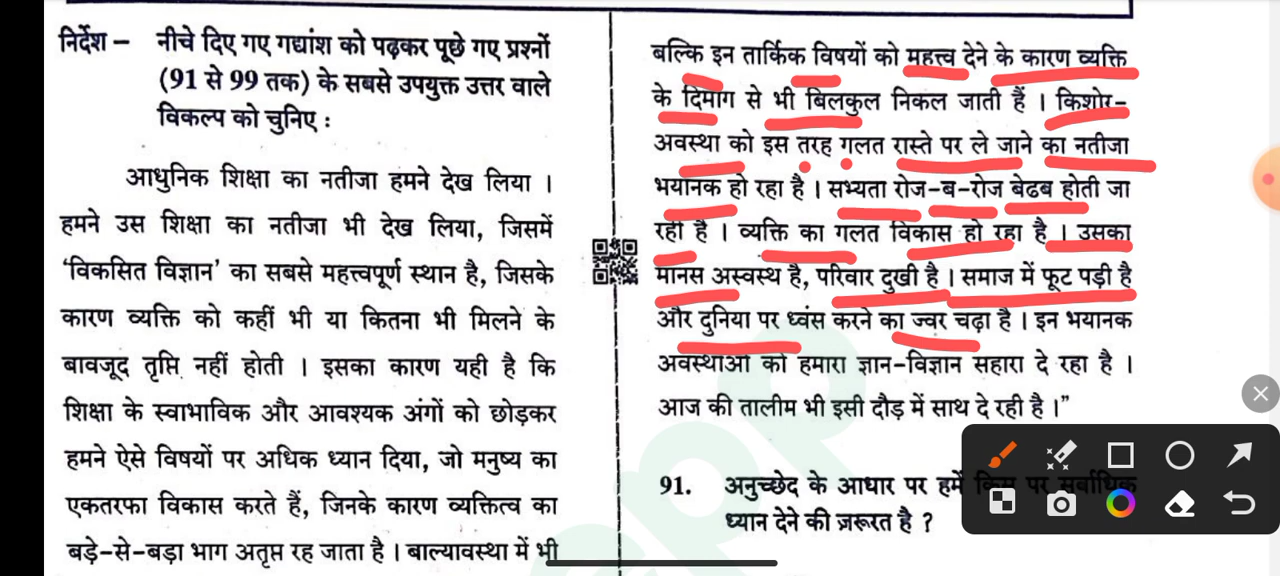 निर्देश – नीचे दिए गए गद्यांश को पढ़कर पूछे गए प्रश्नों
(91 से 99 तक) के सबसे उपयुक्त उत्तर वाले
विकल्प को चुनिए :
आधुनिक शिक्षा का नतीजा हमने देख लिया ।
हमने उस शिक्षा का नतीजा भी देख लिया, जिसमें
‘विकसित विज्ञान’ का सबसे महत्त्वपूर्ण स्थान है, जिसके
कारण व्यक्ति को कहीं भी या कितना भी मिलने के
बावजूद तृप्ति नहीं होती । इसका कारण यही है कि
शिक्षा के स्वाभाविक और आवश्यक अंगों को छोड़कर
हमने ऐसे विषयों पर अधिक ध्यान दिया, जो मनुष्य का
एकतरफा विकास करते हैं, जिनके कारण व्यक्तित्व का
बड़े-से-बड़ा भाग अतृप्त रह जाता है । बाल्यावस्था में भी
बल्कि इन तार्किक विषयों को महत्त्व देने के कारण व्यक्ति
के दिमाग से भी बिलकुल निकल जाती हैं । किशोर-
अवस्था को इस तरह गलत रास्ते पर ले जाने का नतीजा
भयानक हो रहा है । सभ्यता रोज-ब-रोज बेढब होती जा
रही है । व्यक्ति का गलत विकास हो रहा है । उसका
मानस अस्वस्थ है, परिवार दुखी है । समाज में फूट पड़ी है
और दुनिया पर ध्वंस करने का ज्वर चढ़ा है । इन भयानक
अवस्थाओं को हमारा ज्ञान-विज्ञान सहारा दे रहा है ।
आज की तालीम भी इसी दौड़ में साथ दे रही है ।”
91. अनुच्छेद के आधार पर हमें किस पर सर्वाधिक
ध्यान देने की ज़रूरत है ?